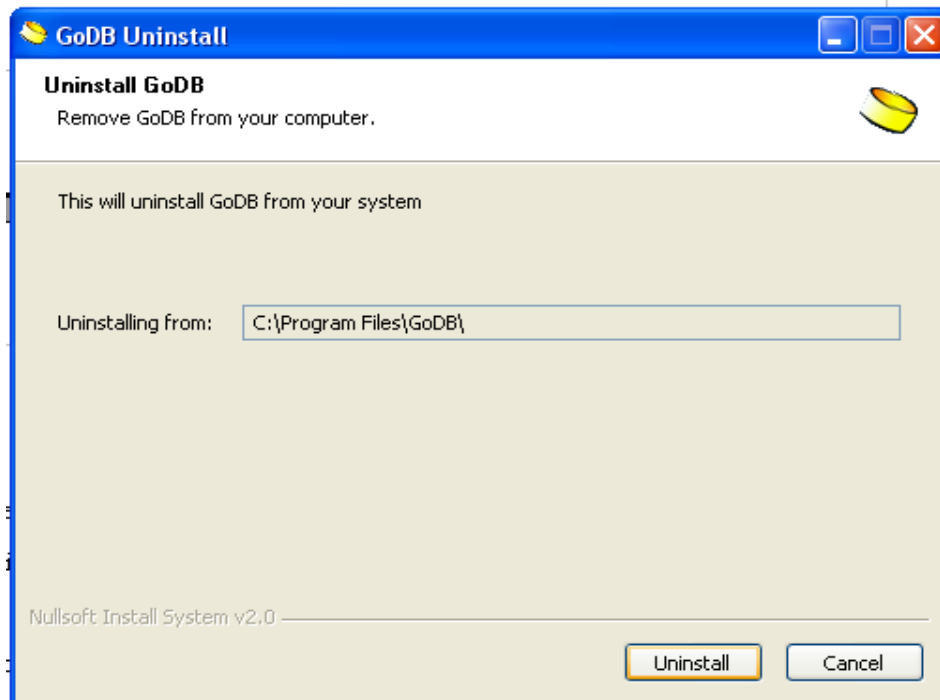 GoDB Uninstall
Uninstall GoDB
Remove GoDB from your computer.
This will uninstall GoDB from your system
Uninstalling from: C:\Program Files\GoDB\
Nullsoft Install System v2.0
Uninstall Cancel